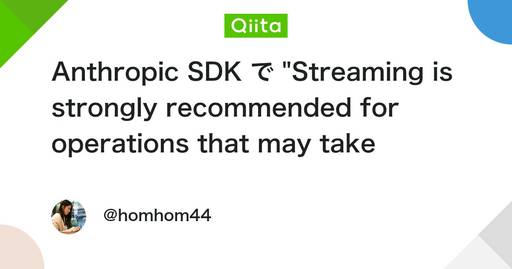 Qiita
Anthropic SDK で "Streaming is
strongly recommended for
operations that may take
@homhom44